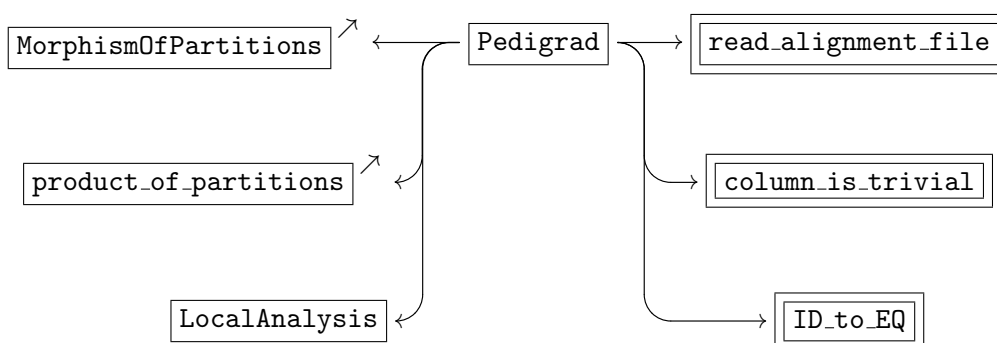 MorphismOfPartitions Pedigrad read_alignment_file
product_of_partitions column_is_trivial
LocalAnalysis ID_to_EQ